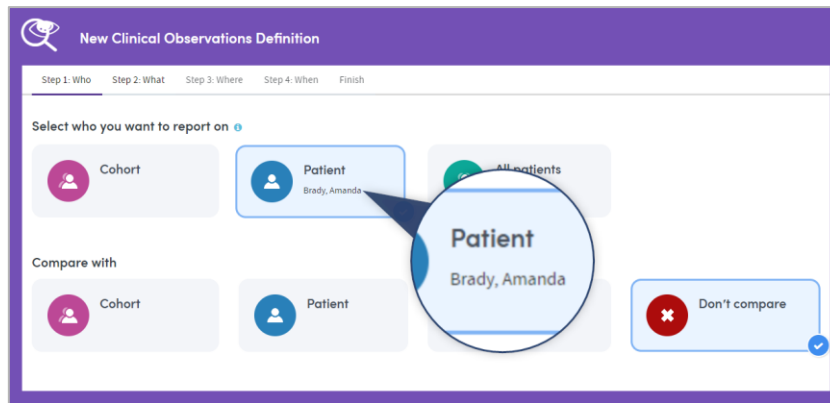 New Clinical Observations Definition
Step 1: Who Step 2: What Step 3: Where Step 4: When Finish
Select who you want to report on
Cohort
Patient
Brady, Amanda
All patients
Patient
Brady, Amanda
Compare with
Cohort
Patient
Don't compare